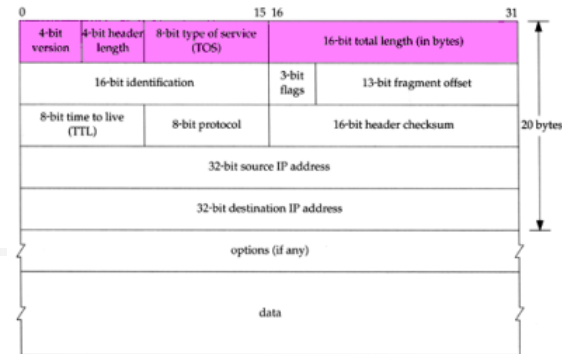 0 15 16 31
4-bit version 4-bit header length 8-bit type of service (TOS) 16-bit total length (in bytes)
16-bit identification 3-bit flags 13-bit fragment offset
8-bit time to live (TTL) 8-bit protocol 16-bit header checksum
20 bytes
32-bit source IP address
32-bit destination IP address
options (if any)
data